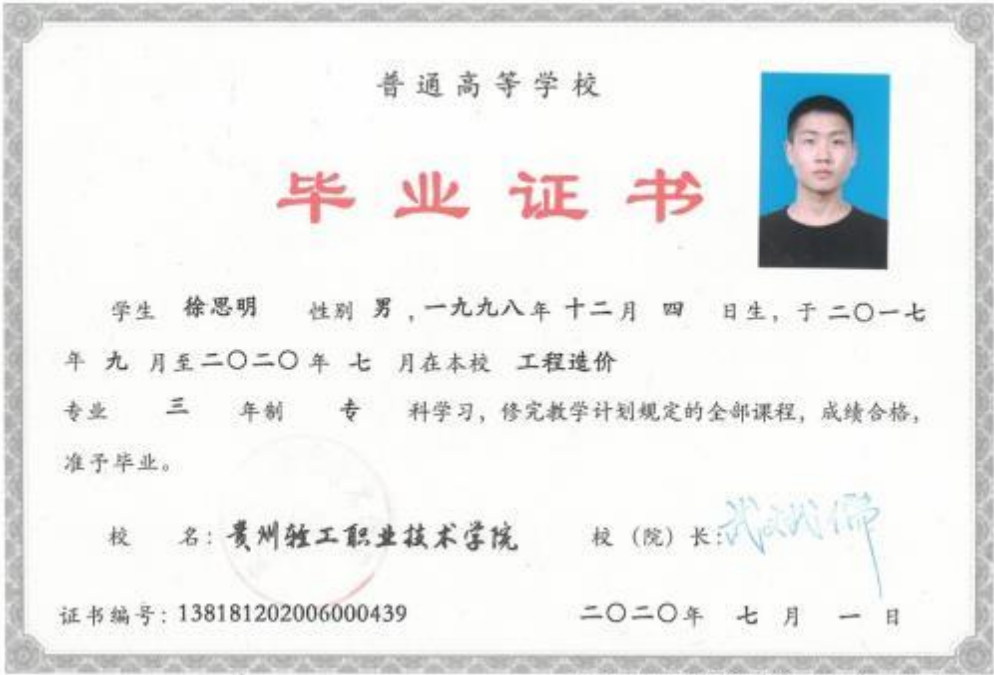 普通高等学校
毕业证书
学生 徐思明 性别 男 ,一九九八年 十二月 四 日生, 于 二〇一七
年 九 月至二〇二〇年 七 月在本校 工程造价
专业 三 年制 专 科学习, 修完教学计划规定的全部课程, 成绩合格,
准予毕业。
校 名: 贵州轻工职业技术学院 校 (院) 长:
证书编号: 138181202006000439 二〇二〇年 七 月 一 日